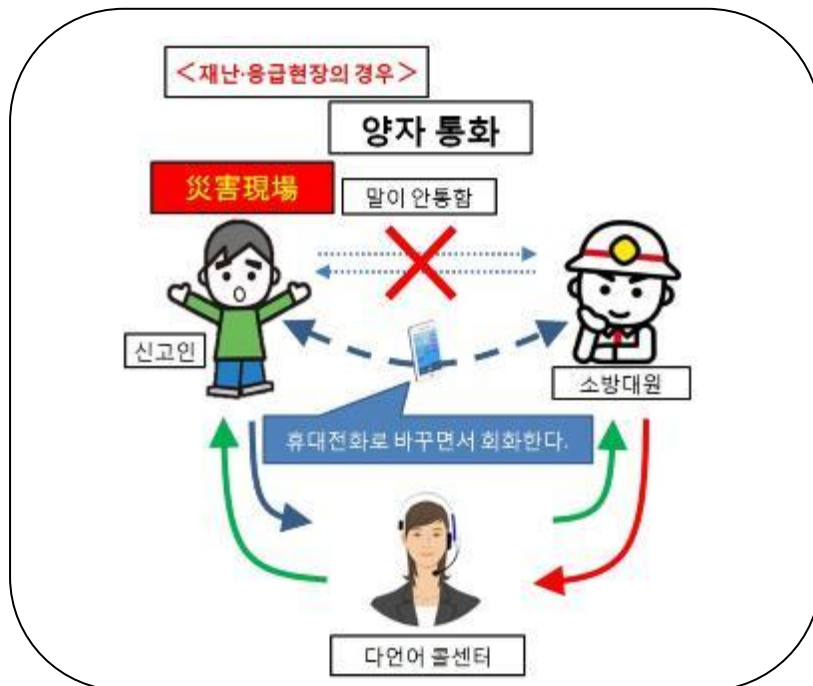 <재난·응급현장의 경우>
양자 통화
災害現場
말이 안통함
신고인
소방대원
휴대전화로 바꾸면서 회화한다.
다언어 콜센터